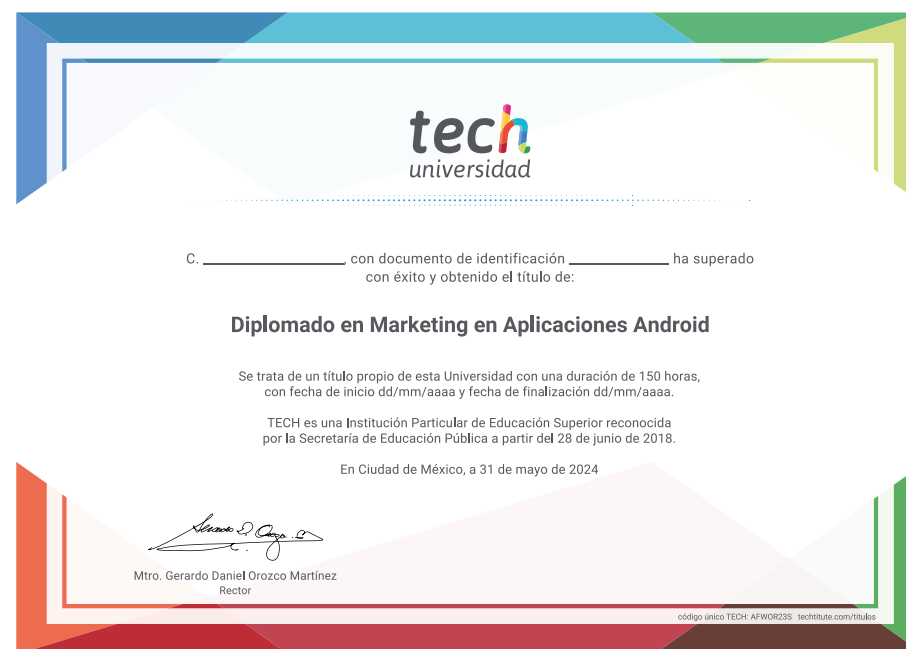 tech
universidad
C. ____________________, con documento de identificación ______________ ha superado
con éxito y obtenido el título de:
Diplomado en Marketing en Aplicaciones Android
Se trata de un título propio de esta Universidad con una duración de 150 horas,
con fecha de inicio dd/mm/aaaa y fecha de finalización dd/mm/aaaa.
TECH es una Institución Particular de Educación Superior reconocida
por la Secretaría de Educación Pública a partir del 28 de junio de 2018.
En Ciudad de México, a 31 de mayo de 2024
Mtro. Gerardo Daniel Orozco Martínez
Rector
código único TECH: AFWOR23S techtitute.com/titulos